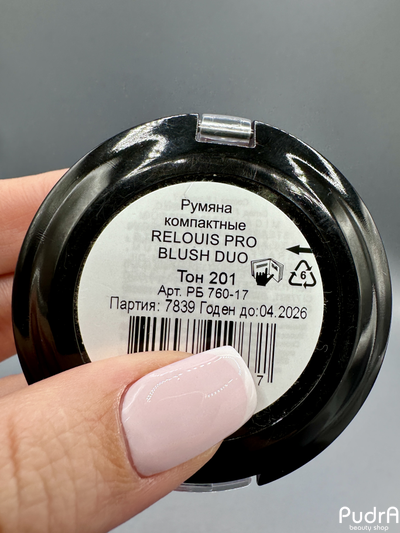 Румяна
компактные
RELOUIS PRO
BLUSH DUO
Тон 201
Арт. РБ 760-17
6
Партия: 7839 Годен до:04.2026
7
PudrA
beauty shop